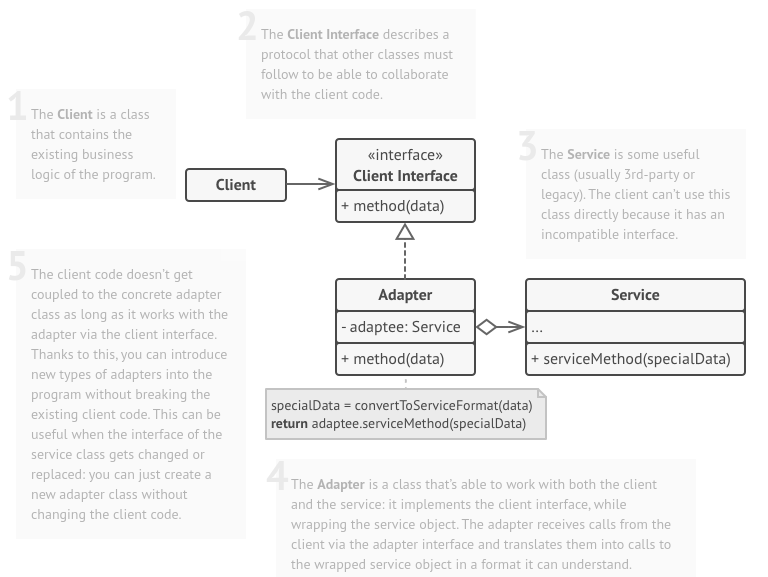 2
The Client Interface describes a
protocol that other classes must
follow to be able to collaborate
with the client code.
1
The Client is a class
that contains the
existing business
logic of the program.
Client
«interface»
Client Interface
+ method(data)
3
The Service is some useful
class (usually 3rd-party or
legacy). The client can't use this
class directly because it has an
incompatible interface.
5
The client code doesn't get
coupled to the concrete adapter
class as long as it works with the
adapter via the client interface.
Thanks to this, you can introduce
new types of adapters into the
program without breaking the
existing client code. This can be
useful when the interface of the
service class gets changed or
replaced: you can just create a
new adapter class without
changing the client code.
Adapter
- adaptee: Service
+ method(data)
Service
...
+ serviceMethod(specialData)
specialData = convertToServiceFormat(data)
return adaptee.serviceMethod(specialData)
4
The Adapter is a class that's able to work with both the client
and the service: it implements the client interface, while
wrapping the service object. The adapter receives calls from the
client via the adapter interface and translates them into calls to
the wrapped service object in a format it can understand.